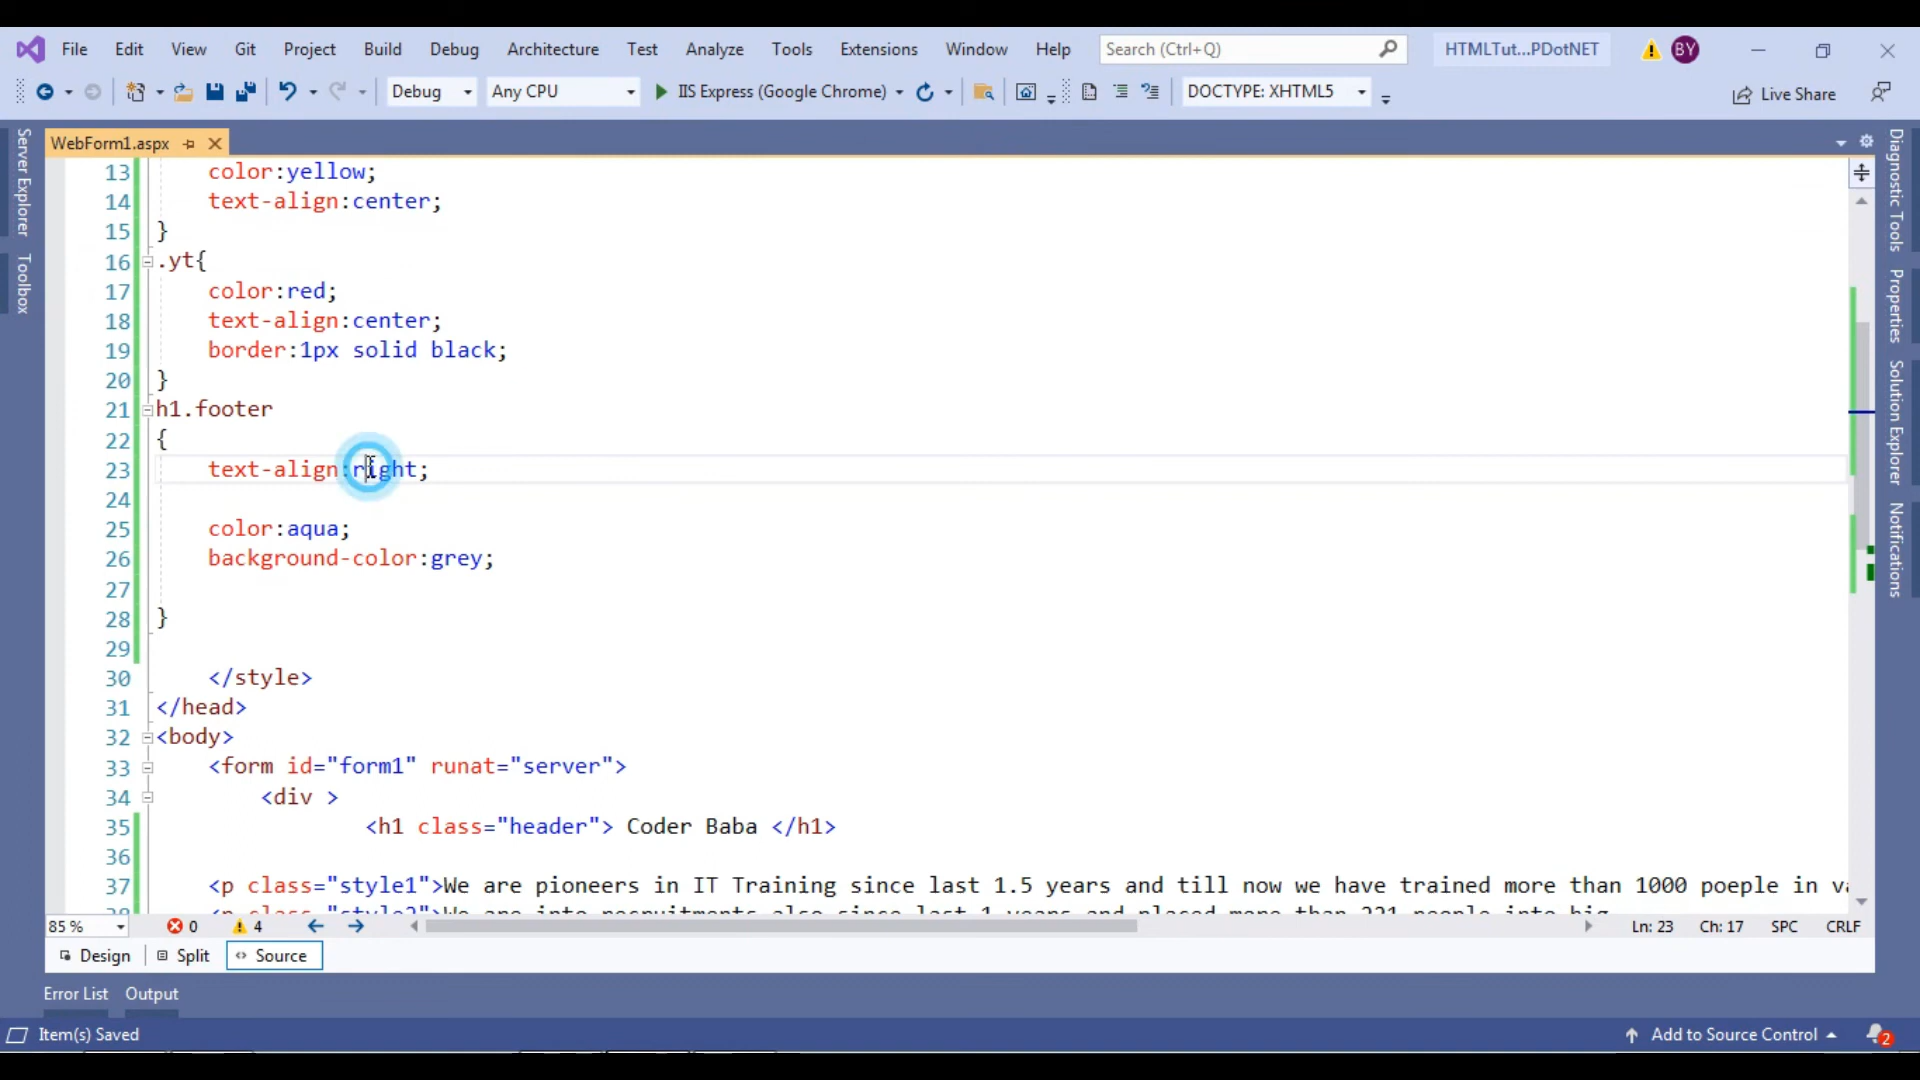 File Edit View Git Project Build Debug Architecture Test Analyze Tools Extensions Window Help Search (Ctrl+Q) HTMLTut...PDotNET BY
Debug Any CPU IIS Express (Google Chrome) DOCTYPE: XHTML5 Live Share
WebForm1.aspx
Server Explorer
Toolbox
13 color:yellow;
14 text-align:center;
15 }
16 .yt{
17 color:red;
18 text-align:center;
19 border:1px solid black;
20 }
21 h1.footer
22 {
23 text-align:right;
24
25 color:aqua;
26 background-color:grey;
27
28 }
29
30 </style>
31 </head>
32 <body>
33 <form id="form1" runat="server">
34 <div >
35 <h1 class="header"> Coder Baba </h1>
36
37 <p class="style1">We are pioneers in IT Training since last 1.5 years and till now we have trained more than 1000 poeple in va
Diagnostic Tools
Properties
Solution Explorer
Notifications
85 % 0 4 Ln: 23 Ch: 17 SPC CRLF
Design Split Source
Error List Output
Item(s) Saved Add to Source Control 2